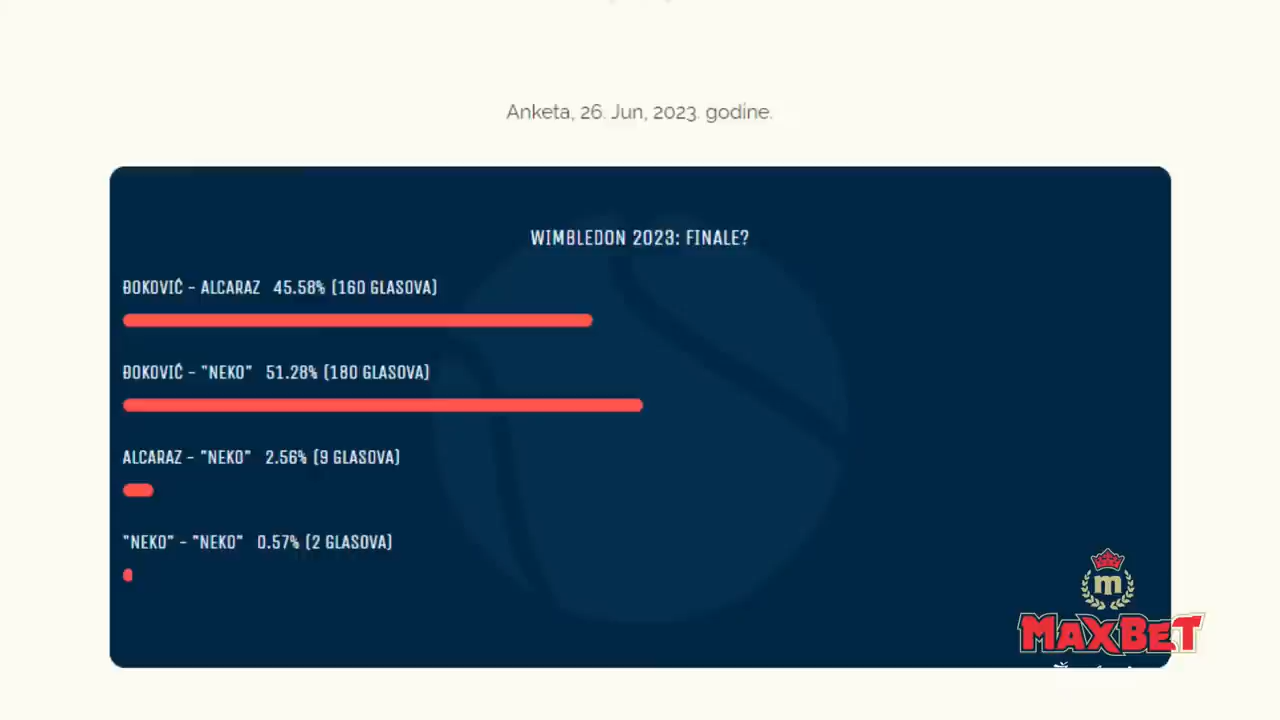 Anketa, 26. Jun, 2023. godine.
WIMBLEDON 2023: FINALE?
ĐOKOVIĆ - ALCARAZ 45.58% (160 GLASOVA)
ĐOKOVIĆ - "NEKO" 51.28% (180 GLASOVA)
ALCARAZ - "NEKO" 2.56% (9 GLASOVA)
"NEKO" - "NEKO" 0.57% (2 GLASOVA)
m
MAXBET